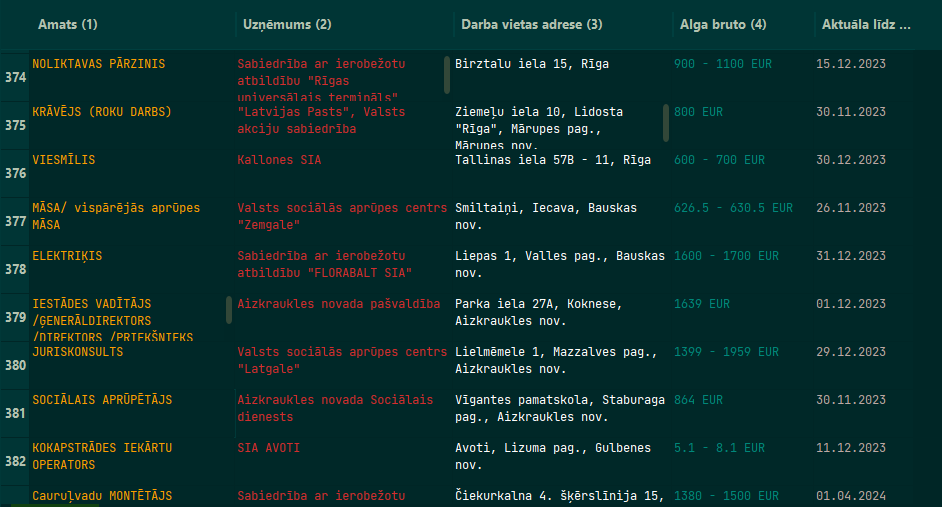 Amats (1) Uzņēmums (2) Darba vietas adrese (3) Alga bruto (4) Aktuāla līdz ...
374 NOLIKTAVAS PĀRZINIS Sabiedrība ar ierobežotu Birztalu iela 15, Rīga 900 - 1100 EUR 15.12.2023
atbildību "Rīgas
universālais termināls"
375 KRĀVĒJS (ROKU DARBS) "Latvijas Pasts", Valsts Ziemeļu iela 10, Lidosta 800 EUR 30.11.2023
akciju sabiedrība "Rīga", Mārupes pag.,
Mārupes nov.
376 VIESMĪLIS Kallones SIA Tallinas iela 57B - 11, Rīga 600 - 700 EUR 30.12.2023
377 MĀSA/ vispārējās aprūpes Valsts sociālās aprūpes centrs Smiltaiņi, Iecava, Bauskas 626.5 - 630.5 EUR 26.11.2023
MĀSA "Zemgale" nov.
378 ELEKTRIĶIS Sabiedrība ar ierobežotu Liepas 1, Valles pag., Bauskas 1600 - 1700 EUR 31.12.2023
atbildību "FLORABALT SIA" nov.
379 IESTĀDES VADĪTĀJS Aizkraukles novada pašvaldība Parka iela 27A, Koknese, 1639 EUR 01.12.2023
/ĢENERĀLDIREKTORS Aizkraukles nov.
/DIREKTORS /PRIEKŠNIEKS
380 JURISKONSULTS Valsts sociālās aprūpes centrs Lielmēmele 1, Mazzalves pag., 1399 - 1959 EUR 29.12.2023
"Latgale" Aizkraukles nov.
381 SOCIĀLAIS APRŪPĒTĀJS Aizkraukles novada Sociālais Vīgantes pamatskola, Staburaga 864 EUR 30.11.2023
dienests pag., Aizkraukles nov.
382 KOKAPSTRĀDES IEKĀRTU SIA AVOTI Avoti, Lizuma pag., Gulbenes 5.1 - 8.1 EUR 11.12.2023
OPERATORS nov.
Cauruļvadu MONTĒTĀJS Sabiedrība ar ierobežotu Čiekurkalna 4. šķērslīnija 15, 1380 - 1500 EUR 01.04.2024